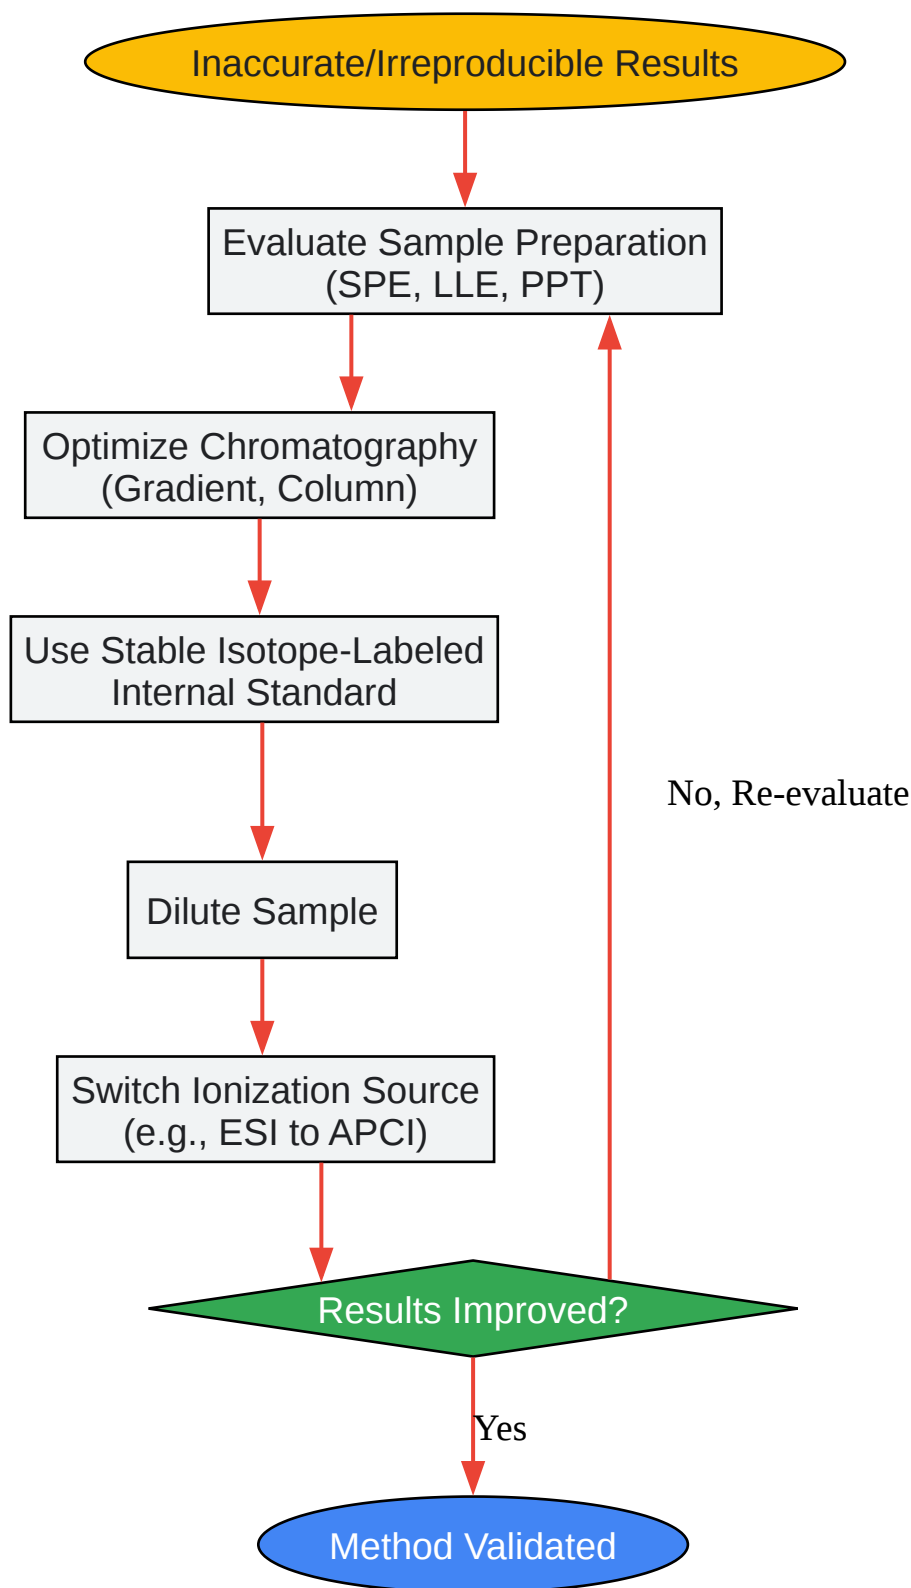 Inaccurate/Irreproducible Results
Evaluate Sample Preparation
(SPE, LLE, PPT)
Optimize Chromatography
(Gradient, Column)
Use Stable Isotope-Labeled
Internal Standard
No, Re-evaluate
Dilute Sample
Switch Ionization Source
(e.g., ESI to APCI)
Results Improved?
Yes
Method Validated